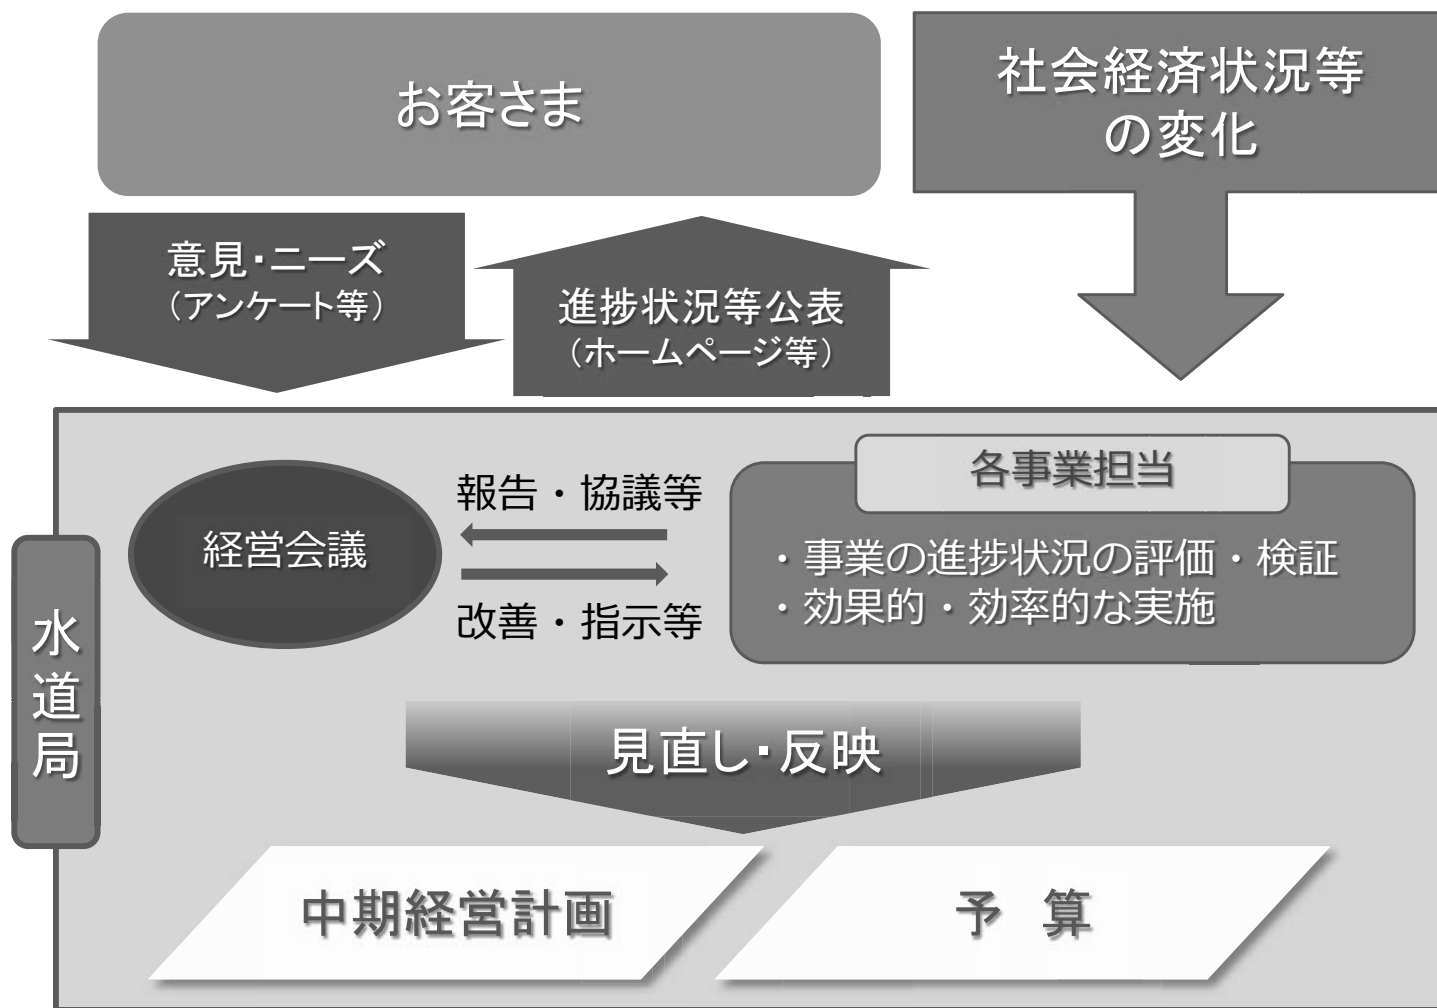 お客さま
社会経済状況等
の変化
意見・ニーズ
（アンケート等）
進捗状況等公表
（ホームページ等）
水道局
経営会議
報告・協議等
改善・指示等
各事業担当
・事業の進捗状況の評価・検証
・効果的・効率的な実施
見直し・反映
中期経営計画
予　算